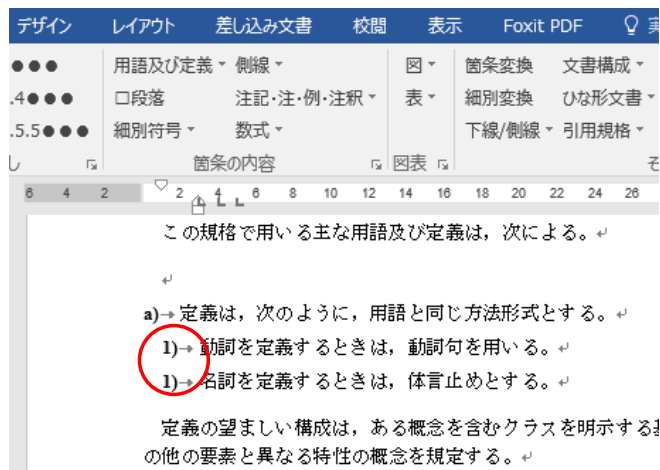 デザイン レイアウト 差し込み文書 校閲 表示 Foxit PDF
●●● 用語及び定義 側線 図 箇条変換 文書構成
.4●●● 口段落 注記・注・例・注釈 表 細別変換 ひな形文書
.5.5●●● 細別符号 数式 下線/側線 引用規格
し 箇条の内容 図表 そ
6 4 2 2 4 6 8 10 12 14 16 18 20 22 24 26
この規格で用いる主な用語及び定義は，次による。
a)→定義は，次のように，用語と同じ方法形式とする。
1)→動詞を定義するときは，動詞句を用いる。
1)→名詞を定義するときは，体言止めとする。
定義の望ましい構成は，ある概念を含むクラスを明示する
の他の要素と異なる特性の概念を規定する。